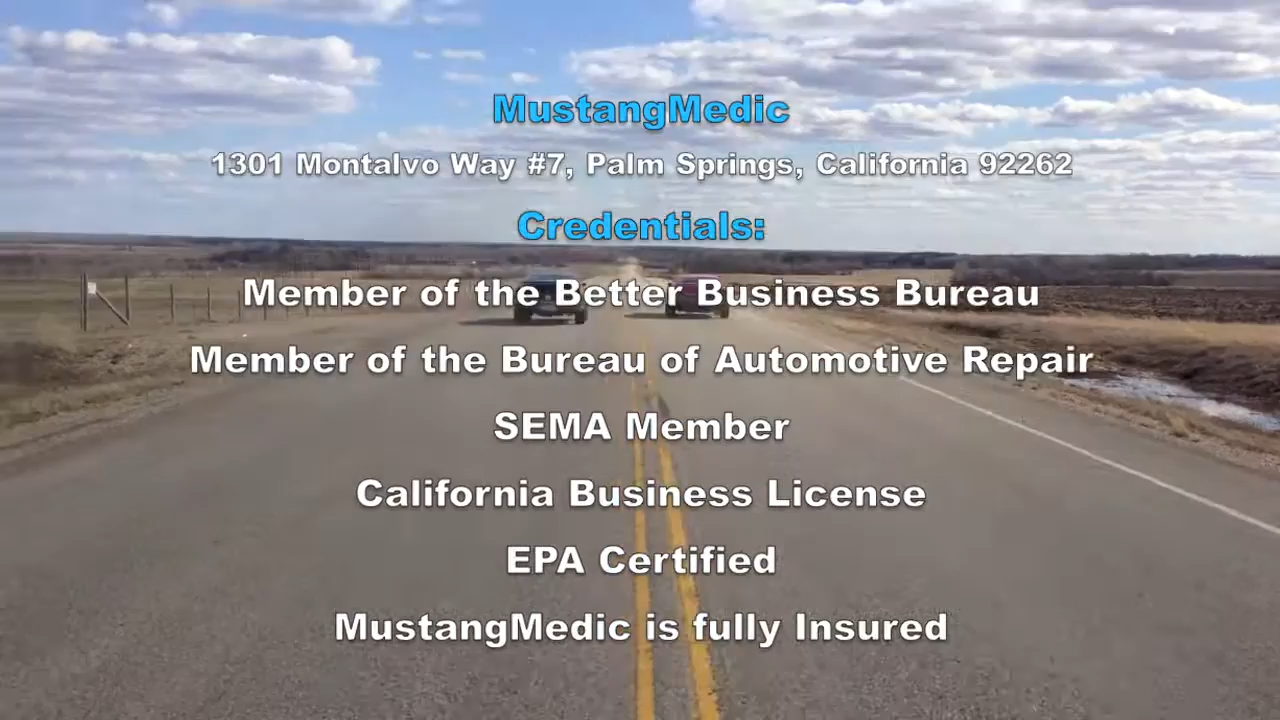 MustangMedic
1301 Montalvo Way #7, Palm Springs, California 92262
Credentials:
Member of the Better Business Bureau
Member of the Bureau of Automotive Repair
SEMA Member
California Business License
EPA Certified
MustangMedic is fully Insured